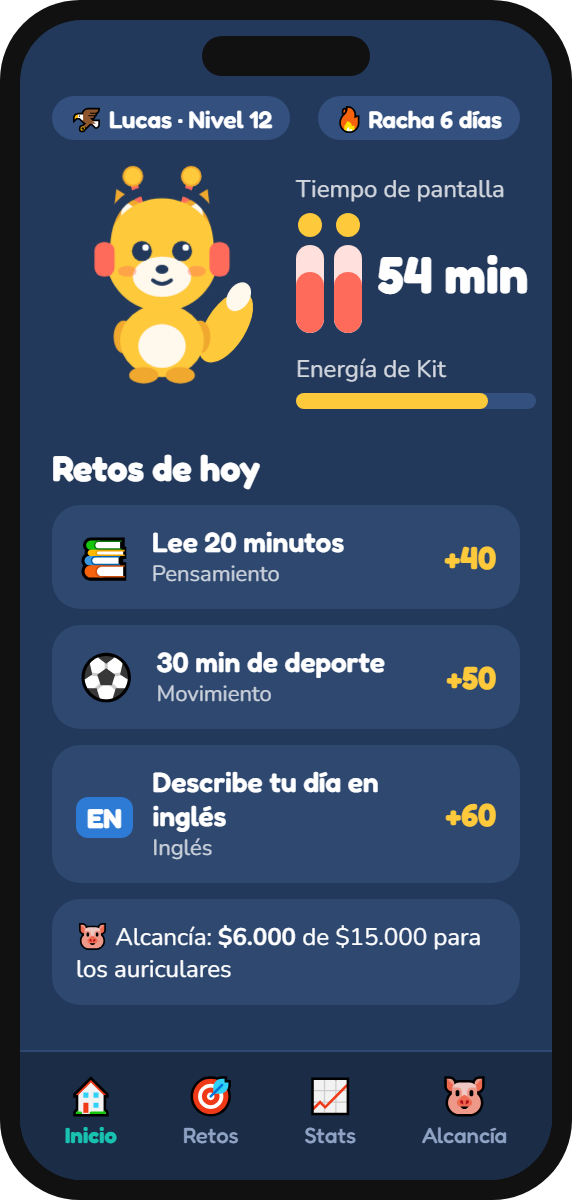 Lucas · Nivel 12
Racha 6 días
Tiempo de pantalla
54 min
Energía de Kit
Retos de hoy
Lee 20 minutos
Pensamiento
+40
30 min de deporte
Movimiento
+50
Describe tu día en
inglés
Inglés
EN
+60
Alcancía: $6.000 de $15.000 para
los auriculares
Inicio
Retos
Stats
Alcancía